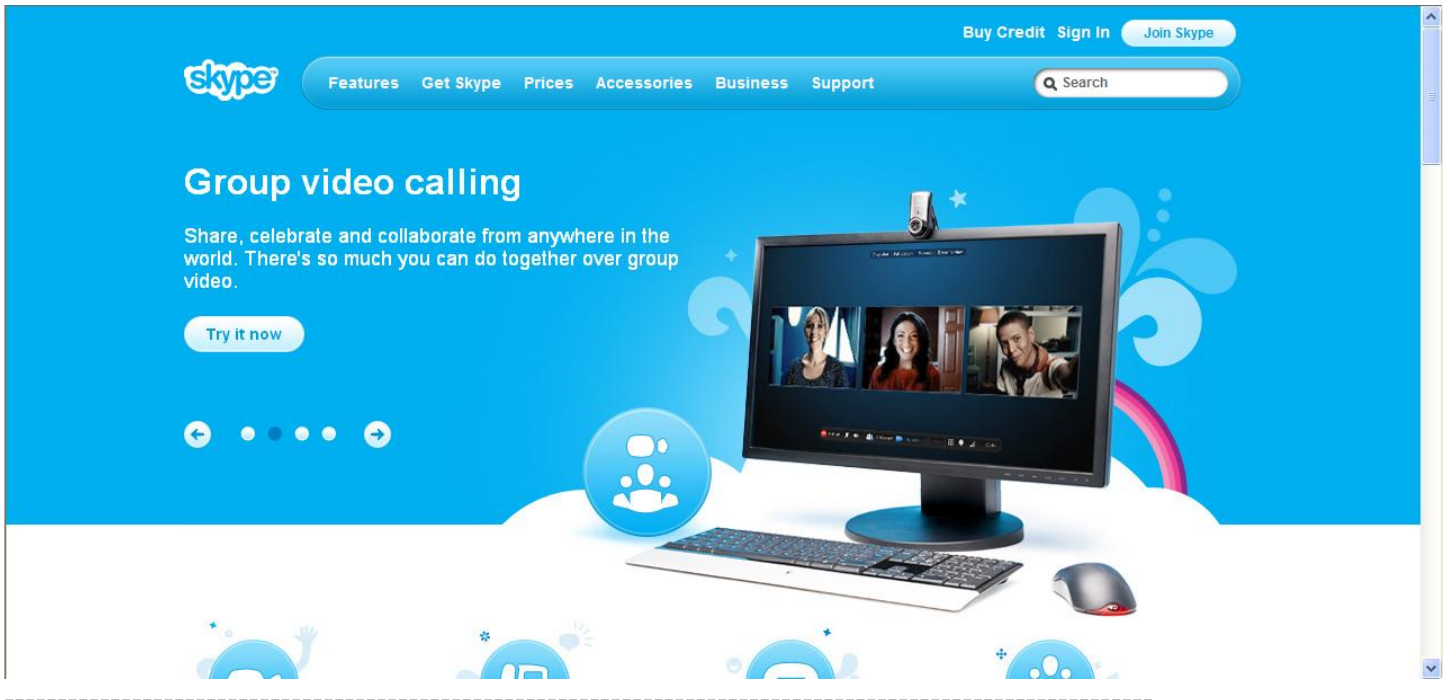 Buy Credit Sign In Join Skype
skype
Features Get Skype Prices Accessories Business Support Search
Group video calling
Share, celebrate and collaborate from anywhere in the
world. There's so much you can do together over group
video.
Try it now